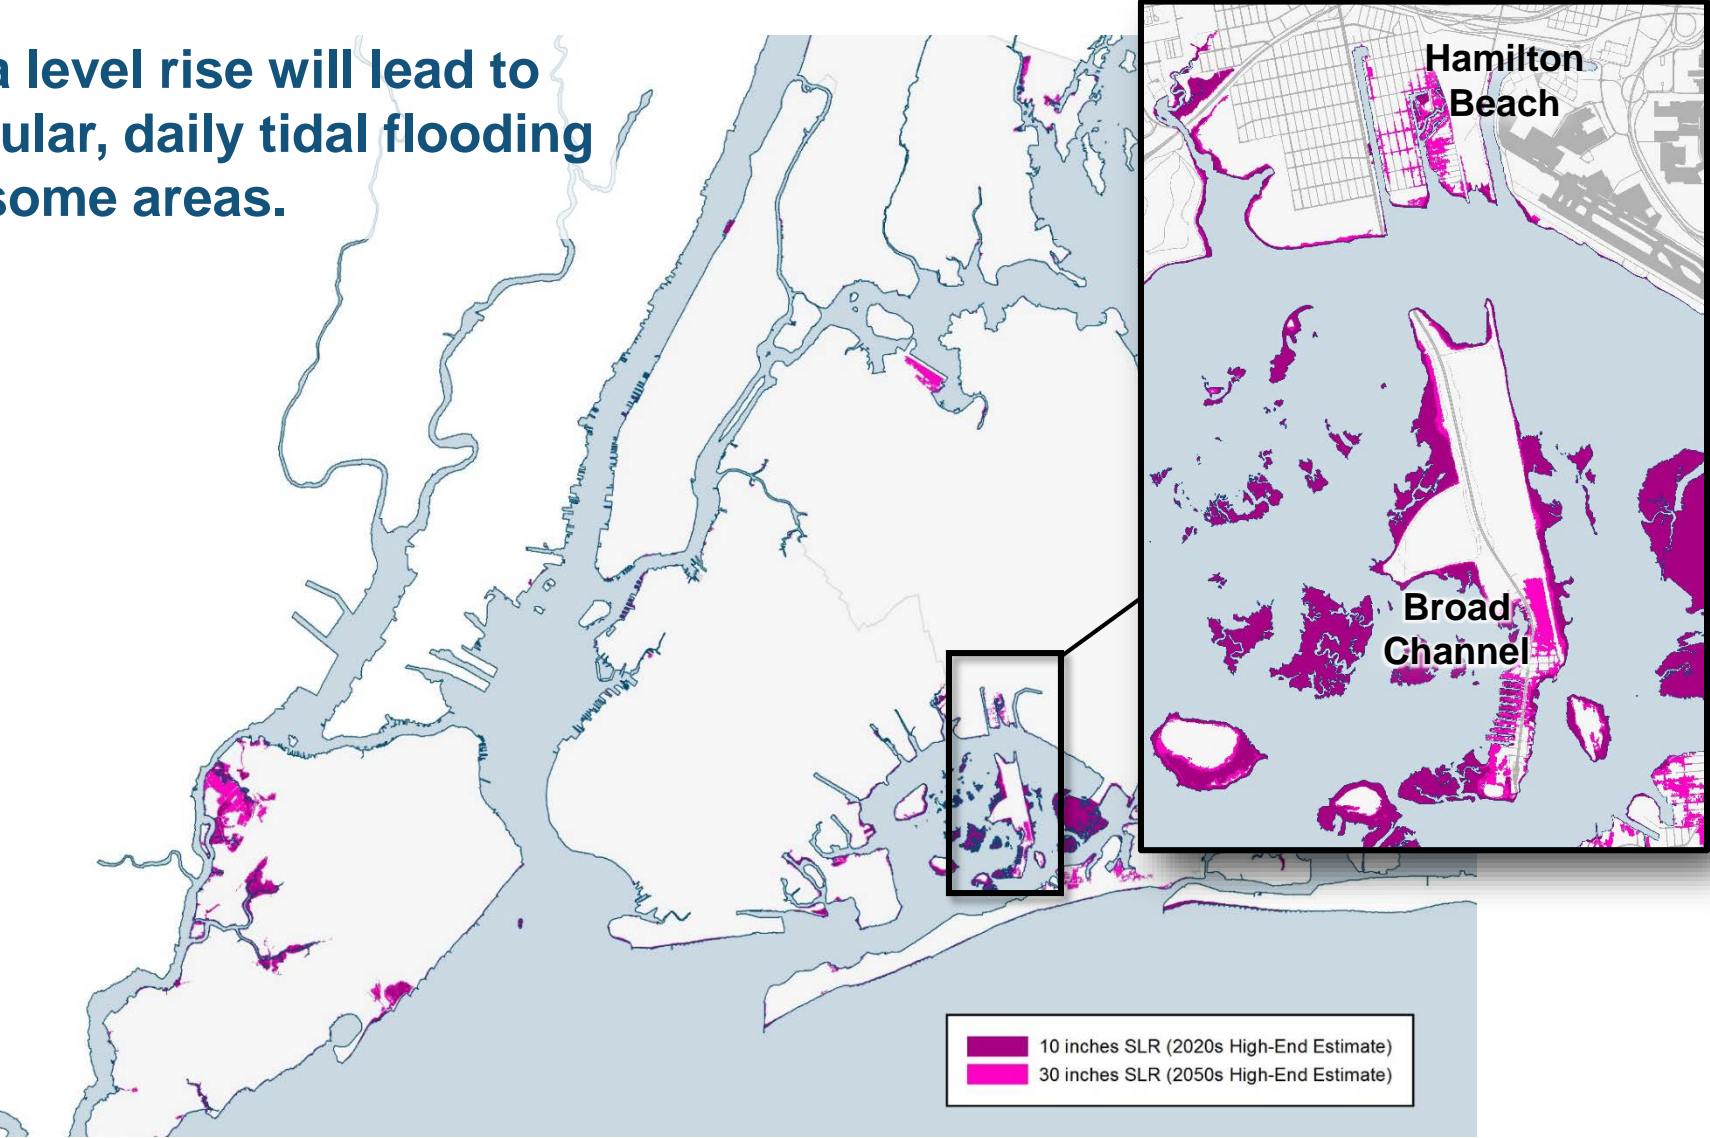 a level rise will lead to
ular, daily tidal flooding
some areas.
Hamilton
Beach
Broad
Channel
10 inches SLR (2020s High-End Estimate)
30 inches SLR (2050s High-End Estimate)